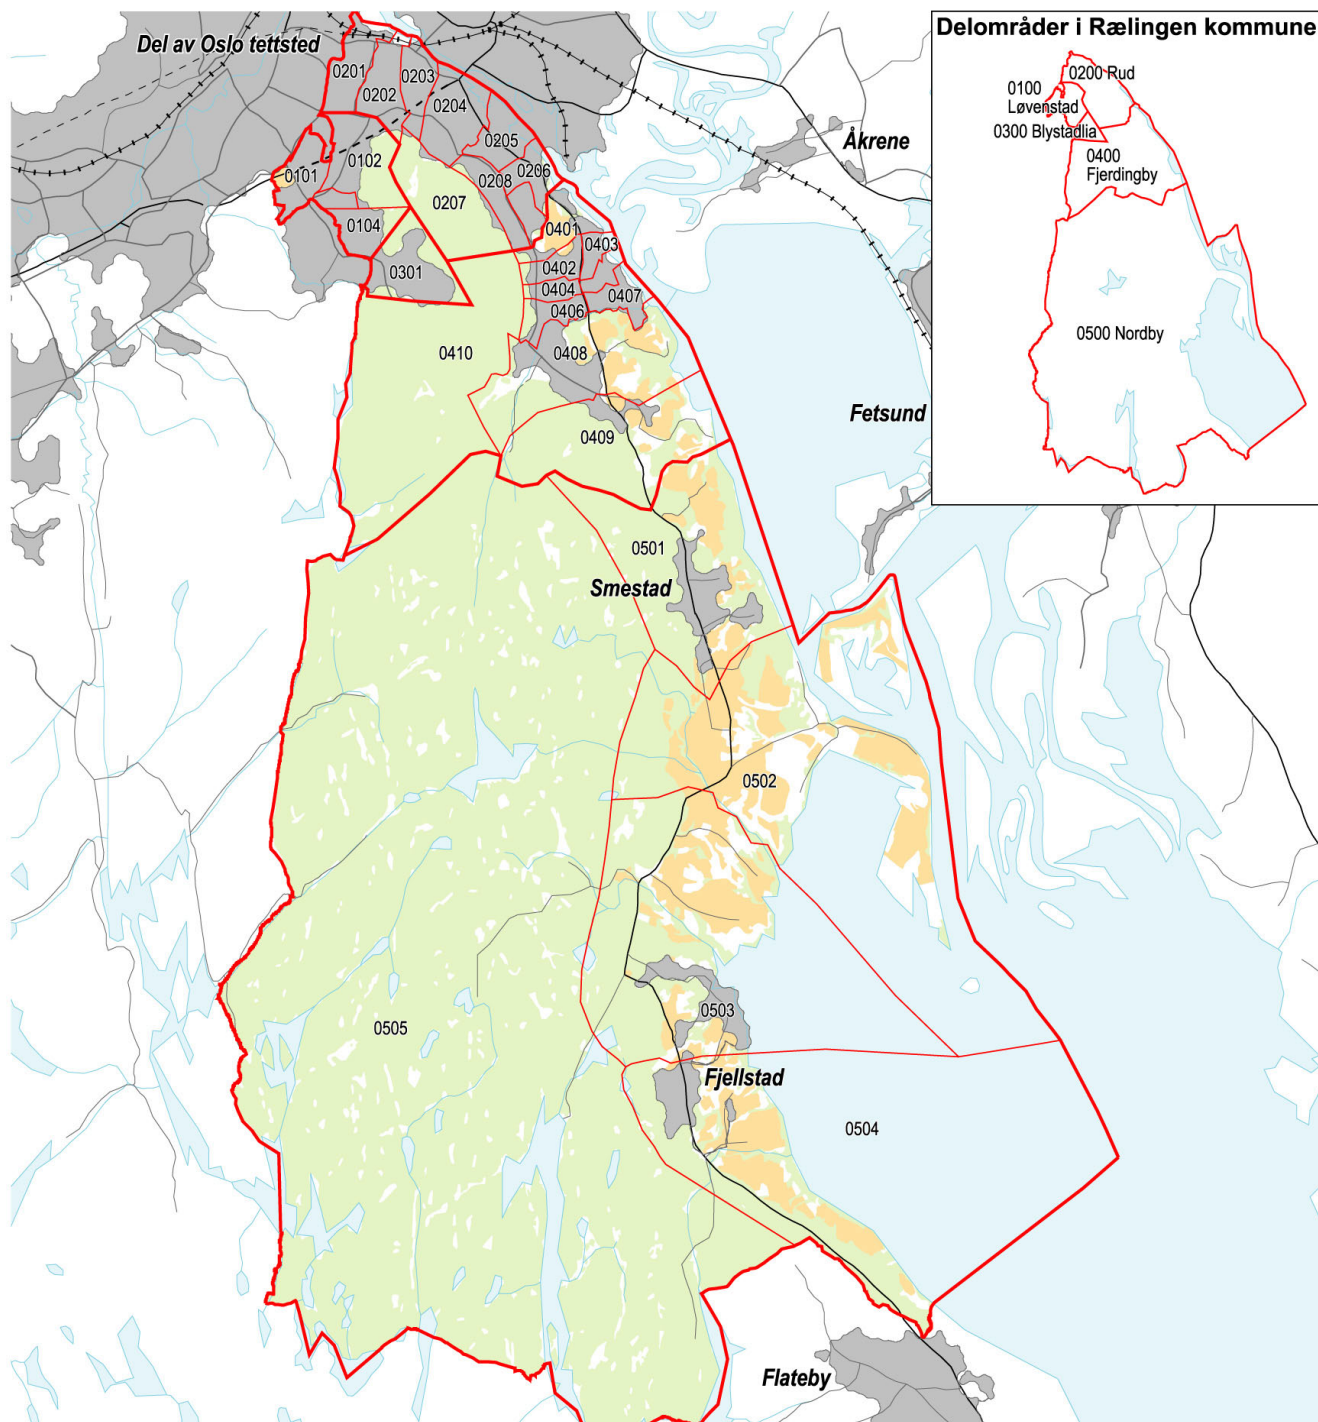 Delområder i Rælingen kommune
0200 Rud
0100
Løvenstad
0300 Blystadlia
0400
Fjerdingby
0500 Nordby
Del av Oslo tettsted
0201
0203
0202
0204
0205
0102
0206
0101
0208
0207
0104
0401
0403
0402
0301
0404
0407
0406
0410
0408
0409
Åkrene
Fetsund
0501
Smestad
0502
0503
0505
Fjellstad
0504
Flateby